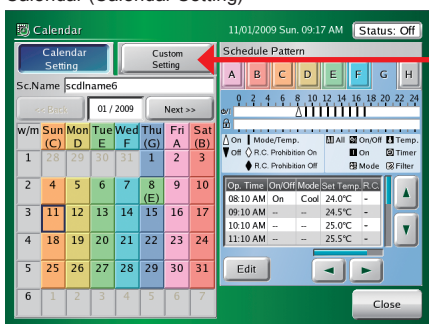 Calendar (Calendar Setting)
Calendar
11/01/2009 Sun. 09:17 AM
Status: Off
Calendar Setting
Custom Setting
Sc.Name scdlname6
<< Back
01 / 2009
Next >>
w/m Sun (C) Mon D Tue E Wed F Thu (G) Fri A Sat (B)
1 28 29 30 31 1 2 3
2 4 5 6 7 8 (E) 9 10
3 11 12 13 14 15 16 17
4 18 19 20 21 22 23 24
5 25 26 27 28 29 30 31
6 1 2 3 4 5 6 7
Schedule Pattern
A B C D E F G H
0 2 4 6 8 10 12 14 16 18 20 22 24
On Mode/Temp. All On/Off Temp.
Off R.C. Prohibition On On Timer
R.C. Prohibition Off Mode Filter
Op. Time On/Off Mode Set Temp. R.C.
08:10 AM On Cool 24.0°C -
09:10 AM -- -- 24.5°C -
10:10 AM -- -- 25.0°C -
11:10 AM -- -- 25.5°C -
Edit
Close